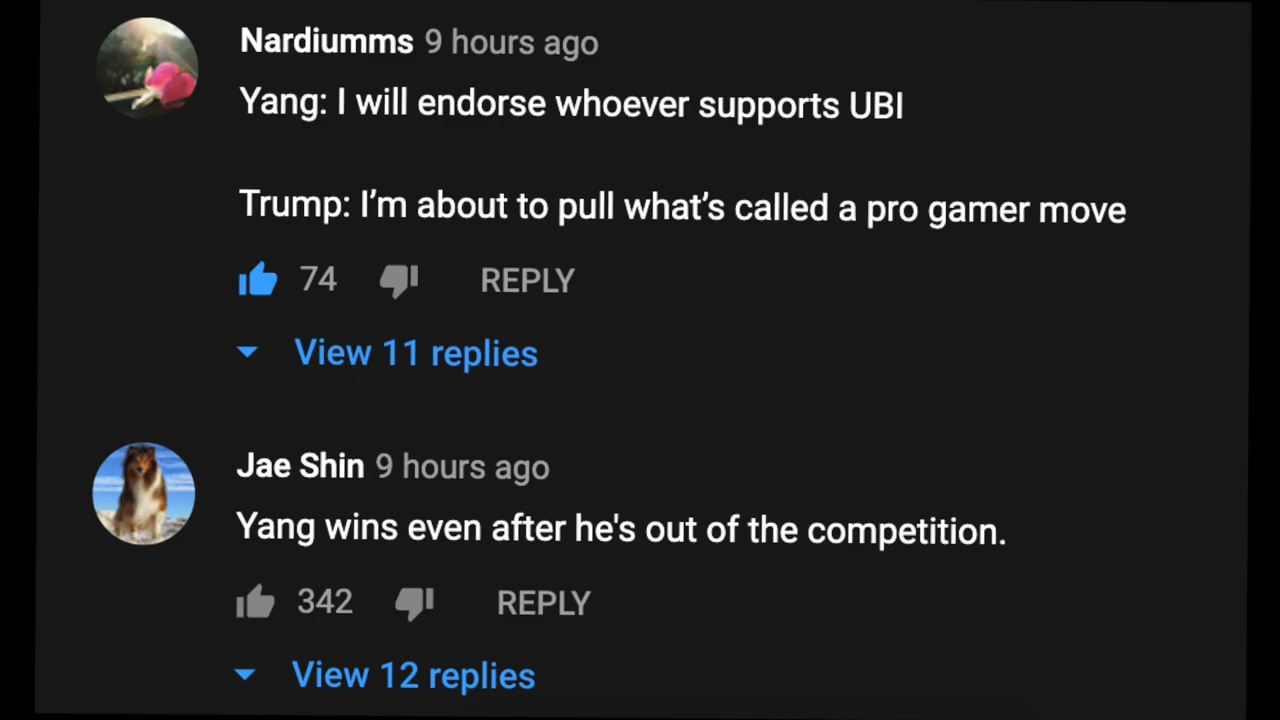 Nardiumms 9 hours ago
Yang: I will endorse whoever supports UBI
Trump: I’m about to pull what’s called a pro gamer move
74 REPLY
View 11 replies
Jae Shin 9 hours ago
Yang wins even after he's out of the competition.
342 REPLY
View 12 replies